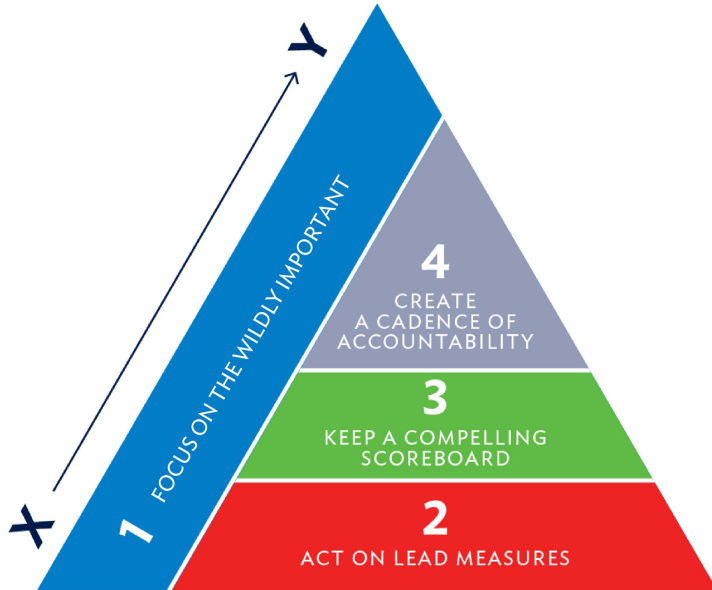 Y
X
1 FOCUS ON THE WILDLY IMPORTANT
4
CREATE
A CADENCE OF
ACCOUNTABILITY
3
KEEP A COMPELLING
SCOREBOARD
2
ACT ON LEAD MEASURES